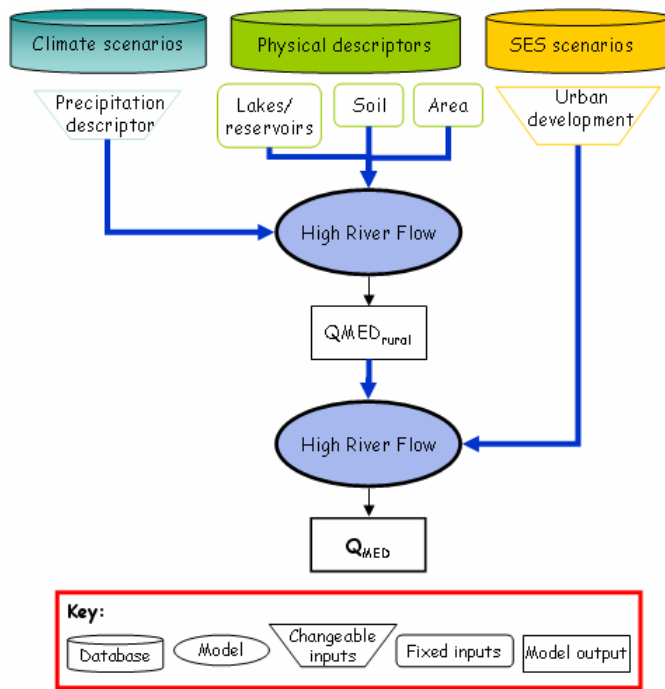 Climate scenarios
Physical descriptors
SES scenarios
Precipitation
descriptor
Lakes/
reservoirs
Soil
Area
Urban
development
High River Flow
QMEDrural
High River Flow
QMED
Key:
Database
Model
Changeable
inputs
Fixed inputs
Model output